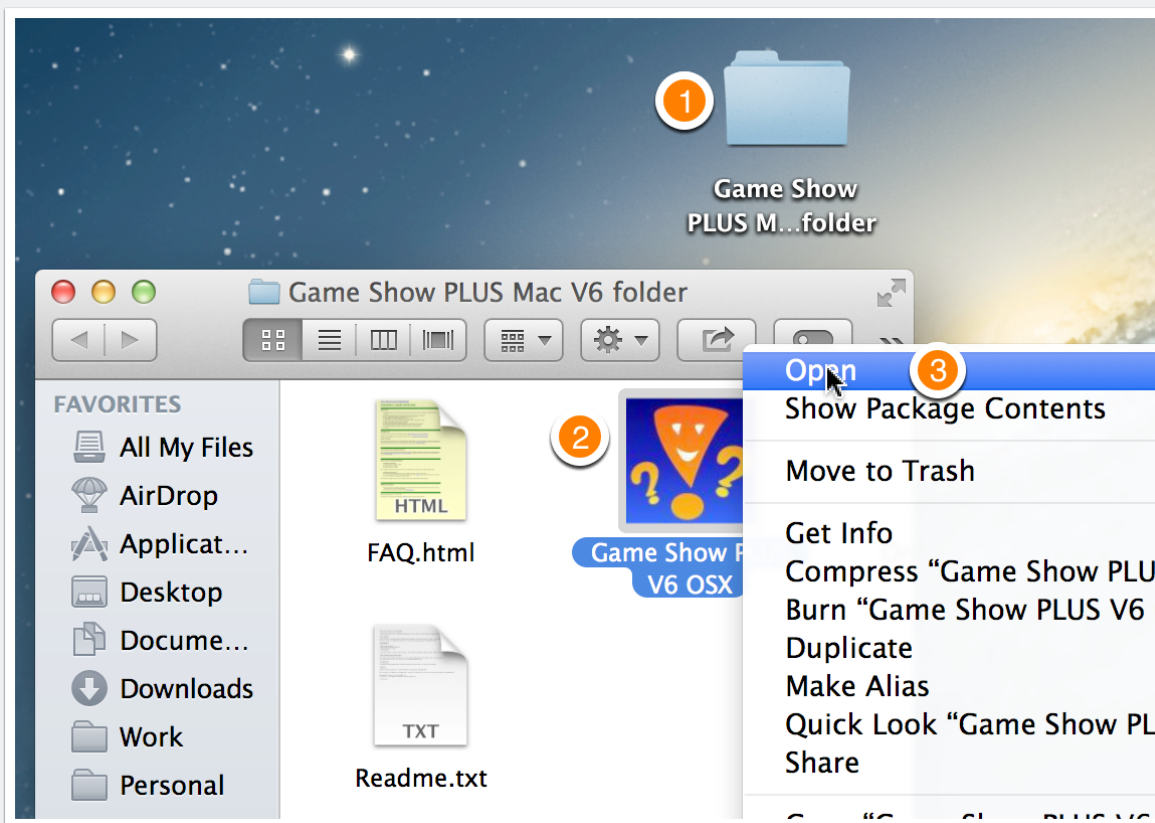 1
Game Show
PLUS M...folder
Game Show PLUS Mac V6 folder
FAVORITES
All My Files
AirDrop
Applicat...
Desktop
Docume...
Downloads
Work
Personal
HTML
FAQ.html
TXT
Readme.txt
2
Game Show
V6 OSX
Open
3
Show Package Contents
Move to Trash
Get Info
Compress “Game Show PLU
Burn “Game Show PLUS V6
Duplicate
Make Alias
Quick Look “Game Show PL
Share